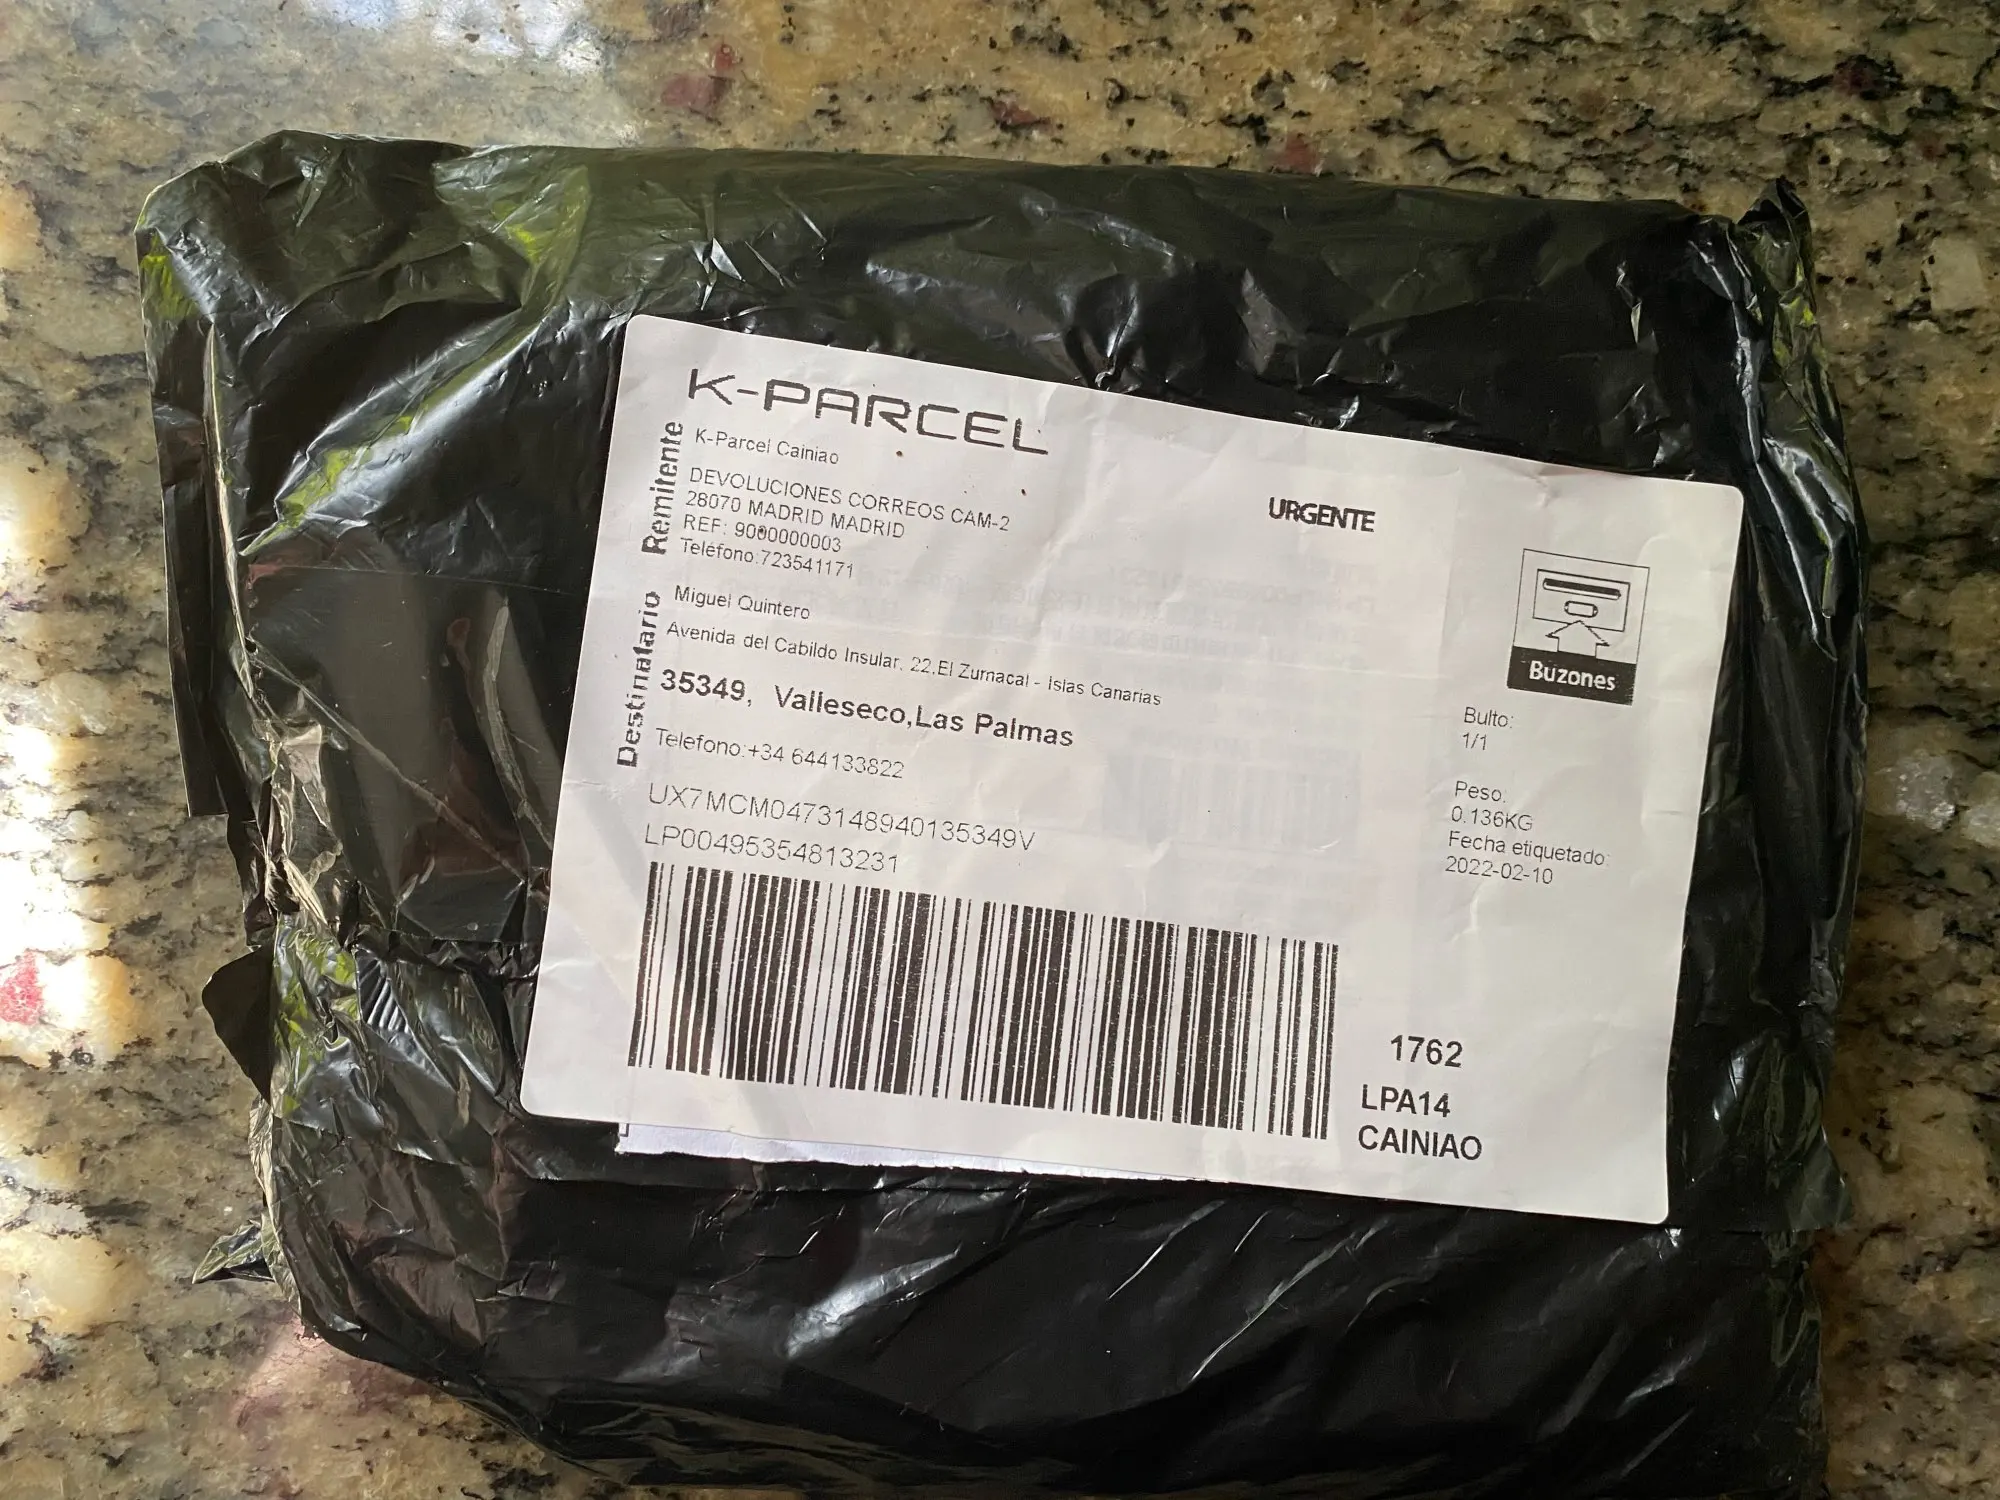 K-PARCEL
Remitente
K-Parcel Cainiao
DEVOLUCIONES CORREOS CAM-2
28070 MADRID MADRID
REF: 9000000003
Teléfono:723541171
URGENTE
Destinatario
Miguel Quintero
Avenida del Cabildo Insular, 22,El Zurnacal - Islas Canarias
35349, Valleseco,Las Palmas
Telefono:+34 644133822
UX7MCM0473148940135349V
LP00495354813231
Buzones
Bulto:
1/1
Peso:
0.136KG
Fecha etiquetado:
2022-02-10
1762
LPA14
CAINIAO